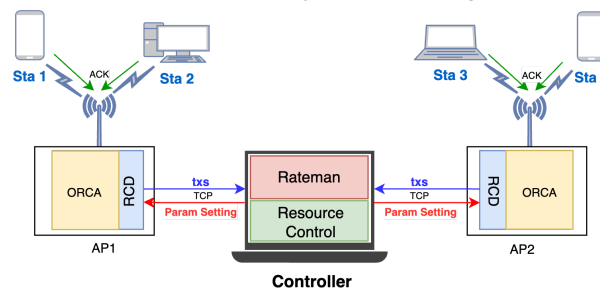 ACK
Sta 1
Sta 2
ACK
Sta 3
Sta
ORCA
RCD
AP1
txs
TCP
Param Setting
Rateman
Resource
Control
Controller
txs
TCP
Param Setting
RCD
ORCA
AP2